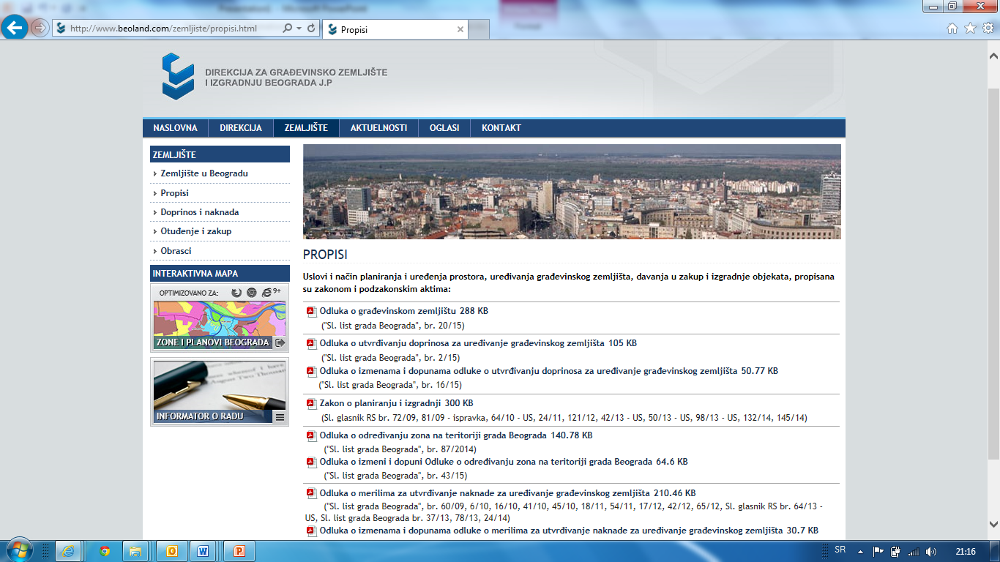 http://www.beoland.com/zemljiste/propisi.html
Propisi
DIREKCIJA ZA GRAĐEVINSKO ZEMLJIŠTE
I IZGRADNJU BEOGRADA J.P
NASLOVNA
DIREKCIJA
ZEMLJIŠTE
AKTUELNOSTI
OGLASI
KONTAKT
ZEMLJIŠTE
Zemljište u Beogradu
Propisi
Doprinos i naknada
Otuđenje i zakup
Obrasci
INTERAKTIVNA MAPA
OPTIMIZOVANO ZA: 9+
ZONE I PLANOVI BEOGRADA
INFORMATOR O RADU
PROPISI
Uslovi i način planiranja i uređenja prostora, uređivanja građevinskog zemljišta, davanja u zakup i izgradnje objekata, propisana
su zakonom i podzakonskim aktima:
Odluka o građevinskom zemljištu 288 KB
("Sl. list grada Beograda", br. 20/15)
Odluka o utvrđivanju doprinosa za uređivanje građevinskog zemljišta 105 KB
("Sl. list grada Beograda", br. 2/15)
Odluka o izmenama i dopunama odluke o utvrđivanju doprinosa za uređivanje građevinskog zemljišta 50.77 KB
("Sl. list grada Beograda", br. 16/15)
Zakon o planiranju i izgradnji 300 KB
(Sl. glasnik RS br. 72/09, 81/09 - ispravka, 64/10 - US, 24/11, 121/12, 42/13 - US, 50/13 - US, 98/13 - US, 132/14, 145/14)
Odluka o određivanju zona na teritoriji grada Beograda 140.78 KB
("Sl. list grada Beograda", br. 87/2014)
Odluka o izmeni i dopuni Odluke o određivanju zona na teritoriji grada Beograda 64.6 KB
("Sl. list grada Beograda", br. 43/15)
Odluka o merilima za utvrđivanje naknade za uređivanje građevinskog zemljišta 210.46 KB
("Sl. list grada Beograda", br. 60/09, 6/10, 16/10, 41/10, 45/10, 18/11, 54/11, 17/12, 42/12, 65/12, Sl. glasnik RS br. 64/13 -
US, Sl. list grada Beograda br. 37/13, 78/13, 24/14)
Odluka o izmenama i dopunama odluke o merilima za utvrđivanje naknade za uređivanje građevinskog zemljišta 30.7 KB
SR
21:16